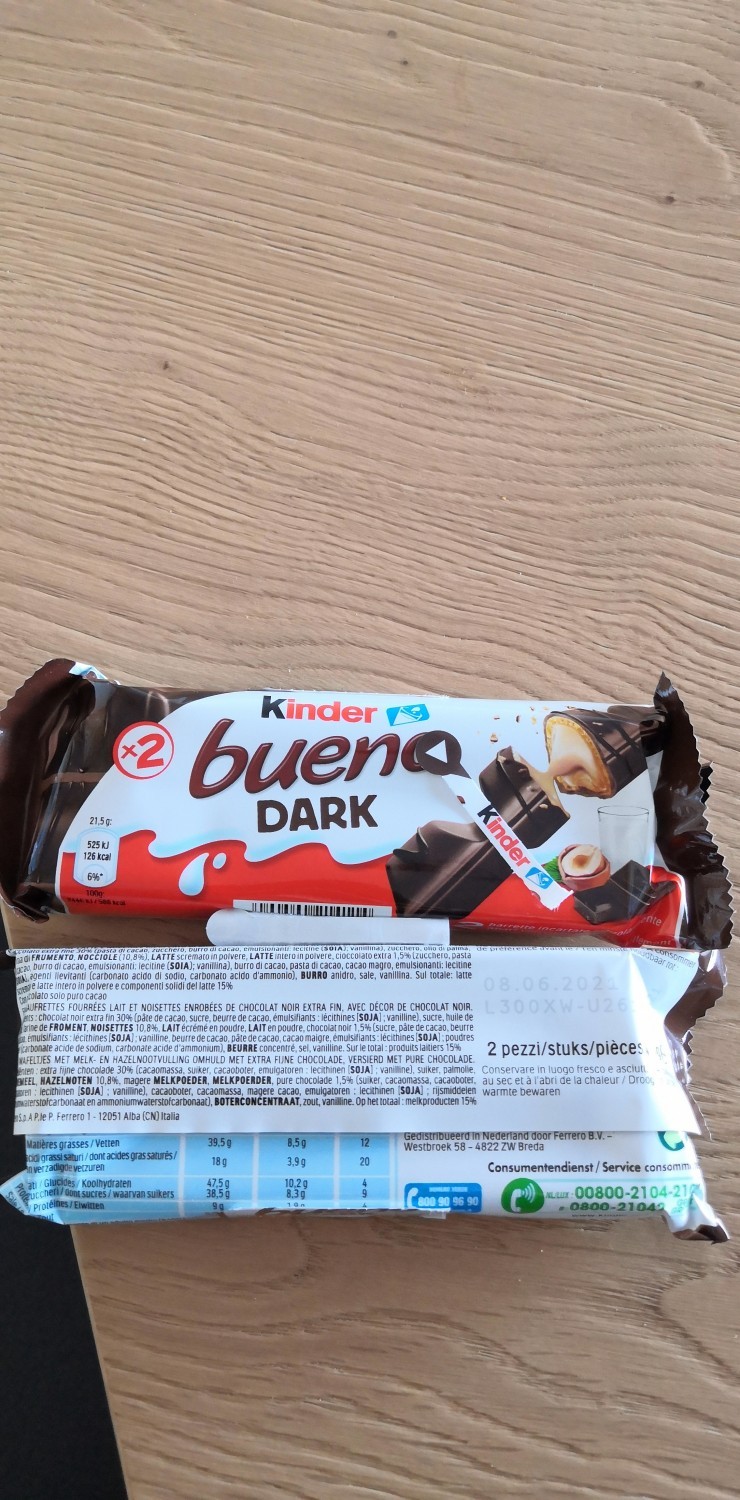 Kinder
×2
bueno
DARK
Kinder
21,5 g:
525 kJ
126 kcal
6%*
100g:
FRUMENTO, NOCCIOLE (10,8%), LATTE scremato in polvere, LATTE intero in polvere, cioccolato extra 1,5% (zucchero, pasta
cacao, burro di cacao, emulsionanti: lecitine [SOIA]; vanillina), burro di cacao, pasta di cacao, cacao magro, emulsionanti: lecitine
agenti lievitanti (carbonato acido di sodio, carbonato acido d'ammonio), BURRO anidro, sale, vanillina. Sul totale: latte
e latte intero in polvere e componenti solidi del latte 15%
solo puro cacao
FOURRÉES LAIT ET NOISETTES ENROBÉES DE CHOCOLAT NOIR EXTRA FIN, AVEC DÉCOR DE CHOCOLAT NOIR.
chocolat noir extra fin 30% (pâte de cacao, sucre, beurre de cacao, émulsifiants : lécithines [SOJA] ; vanilline), sucre, huile de
de FROMENT, NOISETTES 10,8%, LAIT écrémé en poudre, LAIT en poudre, chocolat noir 1,5% (sucre, pâte de cacao, beurre
émulsifiants : lécithines [SOJA] ; vanilline), beurre de cacao, pâte de cacao, cacao maigre, émulsifiants : lécithines [SOJA] ; poudres
(carbonate acide de sodium, carbonate acide d'ammonium), BEURRE concentré, sel, vanilline. Sur le total : produits laitiers 15%
MET MELK- EN HAZELNOOTVULLING OMHULD MET EXTRA FIJNE CHOCOLADE, VERSIERD MET PURE CHOCOLADE.
extra fijne chocolade 30% (cacaomassa, suiker, cacaoboter, emulgatoren : lecithinen [SOJA] ; vanilline), suiker, palmolie,
HAZELNOTEN 10,8%, magere MELKPOEDER, MELKPOERDER, pure chocolade 1,5% (suiker, cacaomassa, cacaoboter,
lecithinen [SOJA] ; vanilline), cacaoboter, cacaomassa, magere cacao, emulgatoren : lecithinen [SOJA] ; rijsmiddelen
en ammoniumwaterstofcarbonaat), BOTERCONCENTRAAT, zout, vanilline. Op het totaal : melkproducten 15%
P.le P. Ferrero 1 - 12051 Alba (CN) Italia
08.06.2021
L300XW-U26
2 pezzi/stuks/pièces
Conservare in luogo fresco e asciutto
au sec et à l'abri de la chaleur / Droog
warmte bewaren
Matières grasses / Vetten 39,5 g 8,5 g 12
acidi grassi saturi / dont acides gras saturés /
verzadigde vetzuren 18 g 3,9 g 20
Glucides / Koolhydraten 47,5 g 10,2 g 4
zuccheri / dont sucres / waarvan suikers 38,5 g 8,3 g 9
Protéines / Eiwitten 9 g
Gedistribueerd in Nederland door Ferrero B.V. –
Westbroek 58 – 4822 ZW Breda
Consumentendienst / Service
800 90 96 90
NL/LUX : 00800-2104-21
0800-2104